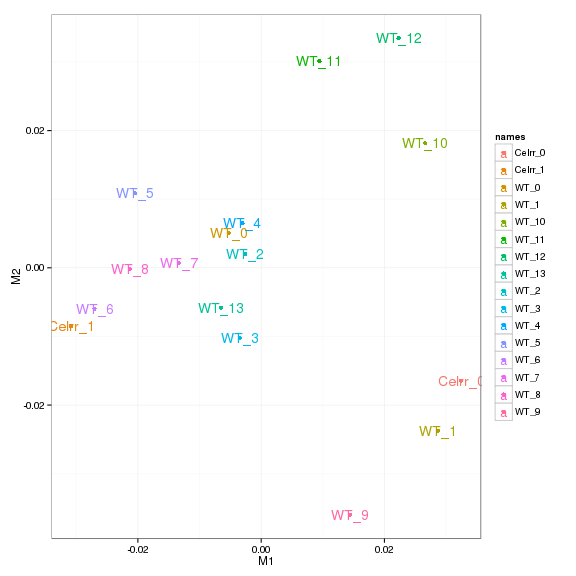 WT_12
WT_11
WT_10
WT_5
WT_4
WT_0
WT_2
WT_7
WT_8
WT_6
WT_13
Celrr_1
WT_3
Celrr_0
WT_1
WT_9
0.02
0.00
-0.02
M2
-0.02
0.00
0.02
M1
names
Celrr_0
Celrr_1
WT_0
WT_1
WT_10
WT_11
WT_12
WT_13
WT_2
WT_3
WT_4
WT_5
WT_6
WT_7
WT_8
WT_9